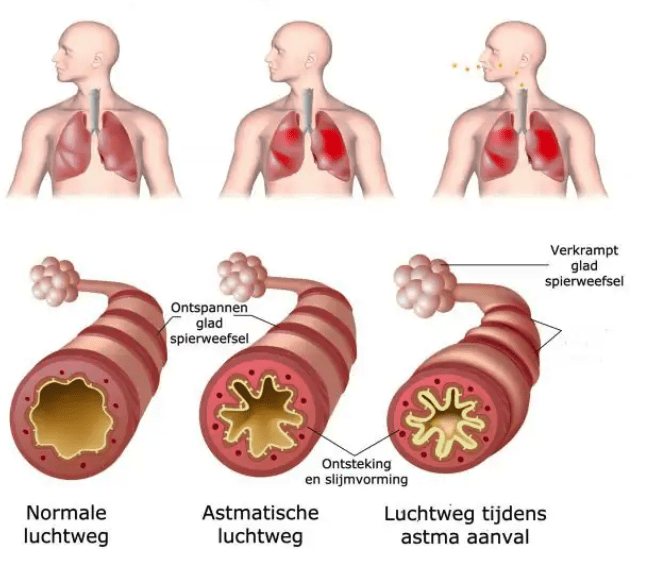 Verkrampt
glad
spierweefsel
Ontspannen
glad
spierweefsel
Ontsteking
en slijmvorming
Normale
luchtweg
Astmatische
luchtweg
Luchtweg tijdens
astma aanval